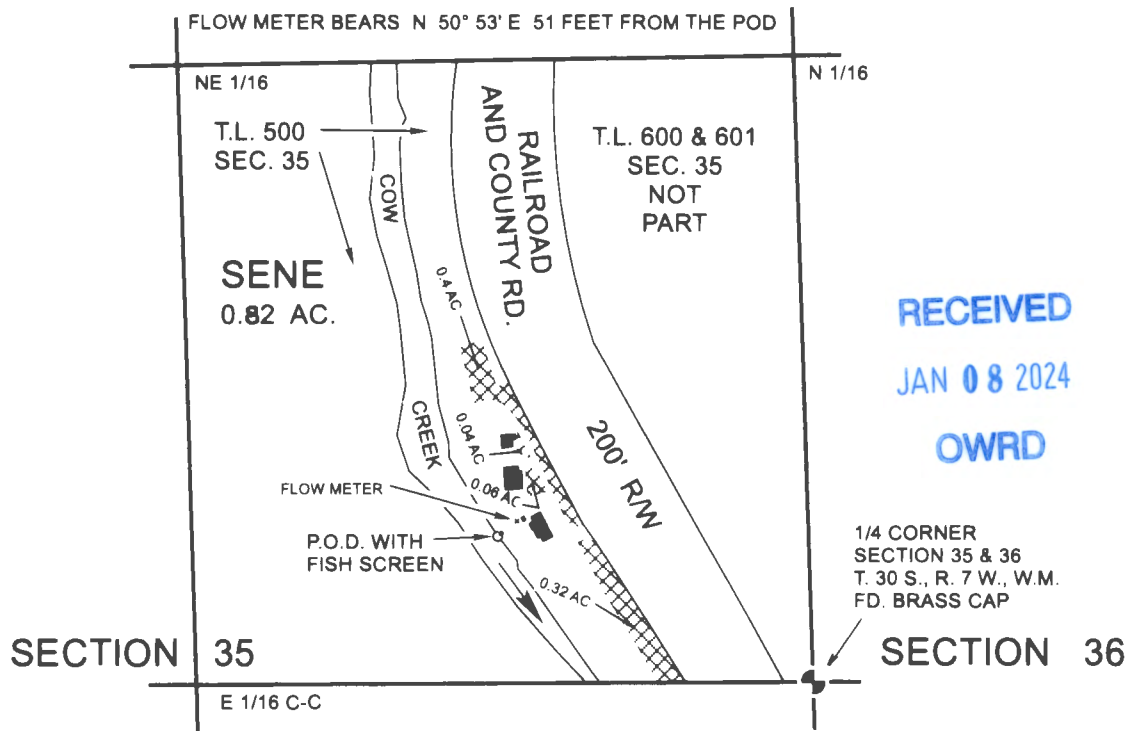 FLOW METER BEARS N 50° 53' E 51 FEET FROM THE POD
NE 1/16
N 1/16
T.L. 500
SEC. 35
COW
RAILROAD
AND COUNTY RD.
T.L. 600 & 601
SEC. 35
NOT
PART
SENE
0.82 AC.
0.4 AC
RECEIVED
JAN 08 2024
OWRD
CREEK
0.04 AC
200' R/W
0.06 AC
FLOW METER
P.O.D. WITH
FISH SCREEN
0.32 AC
1/4 CORNER
SECTION 35 & 36
T. 30 S., R. 7 W., W.M.
FD. BRASS CAP
SECTION 35
SECTION 36
E 1/16 C-C